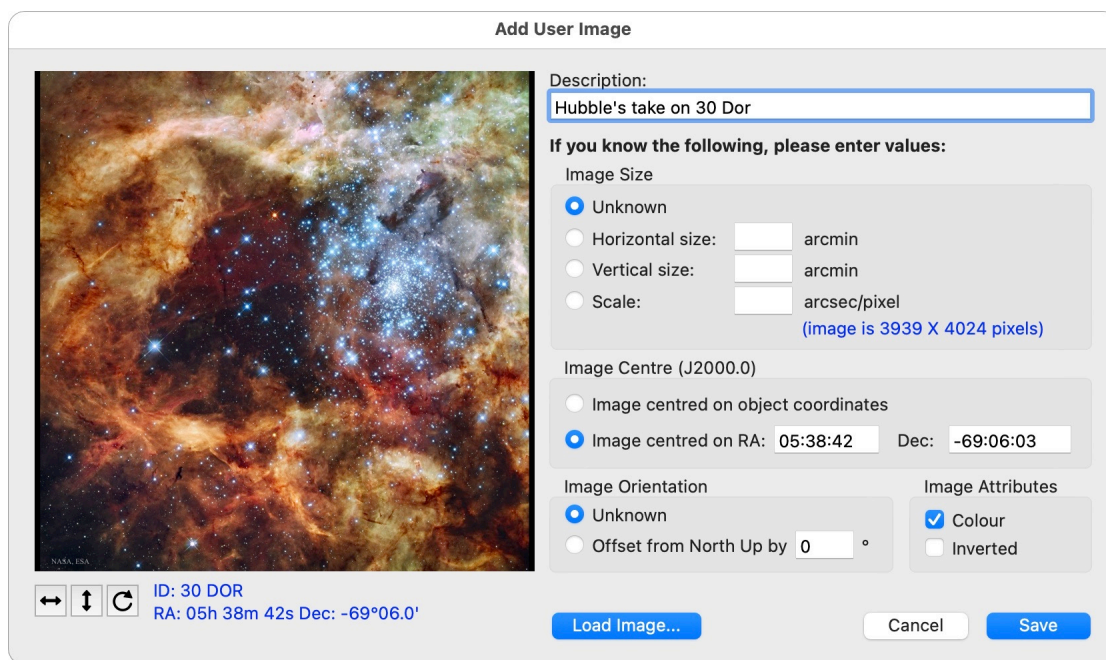 Add User Image
Description:
Hubble's take on 30 Dor
If you know the following, please enter values:
Image Size
Unknown
Horizontal size: arcmin
Vertical size: arcmin
Scale: arcsec/pixel
(image is 3939 X 4024 pixels)
Image Centre (J2000.0)
Image centred on object coordinates
Image centred on RA: 05:38:42 Dec: -69:06:03
Image Orientation
Unknown
Offset from North Up by 0 °
Image Attributes
Colour
Inverted
NASA, ESA
ID: 30 DOR
RA: 05h 38m 42s Dec: -69°06.0'
Load Image...
Cancel
Save